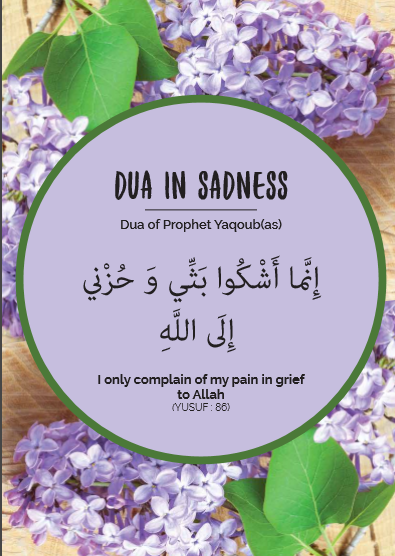 DUA IN SADNESS
Dua of Prophet Yaqoub(as)
إِنَّمَا أَشْكُوا بَثِّي وَ حُزْنِي
إِلَى اللَّهِ
I only complain of my pain in grief
to Allah
(YUSUF : 86)